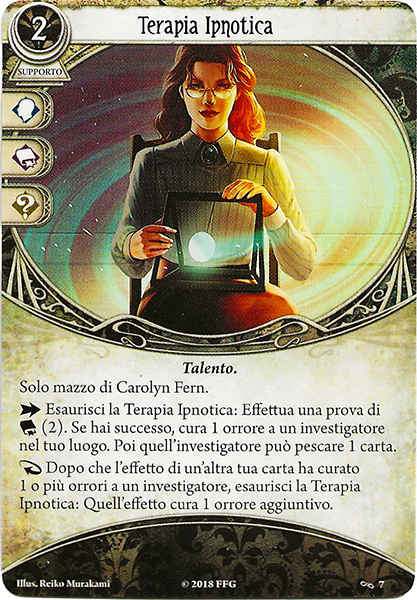 Terapia Ipnotica
2
SUPPORTO
?
Talento.
Solo mazzo di Carolyn Fern.
Esaurisci la Terapia Ipnotica: Effettua una prova di
(2). Se hai successo, cura 1 orrore a un investigatore
nel tuo luogo. Poi quell'investigatore può pescare 1 carta.
Dopo che l'effetto di un'altra tua carta ha curato
1 o più orrori a un investigatore, esaurisci la Terapia
Ipnotica: Quell'effetto cura 1 orrore aggiuntivo.
Illus. Reiko Murakami © 2018 FFG 7